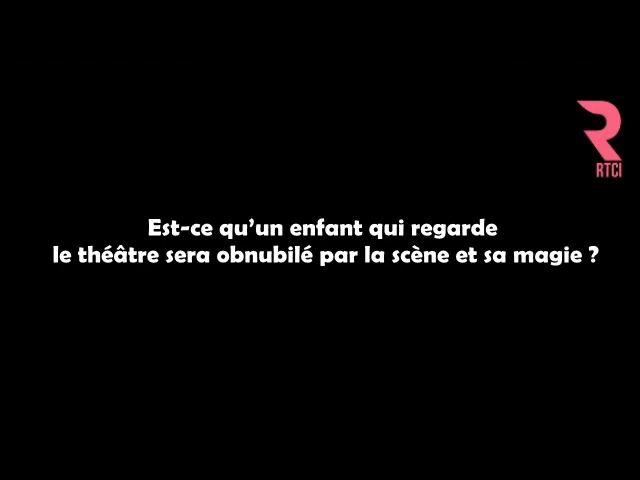 RTCI
Est-ce qu’un enfant qui regarde
le théâtre sera obnubilé par la scène et sa magie ?